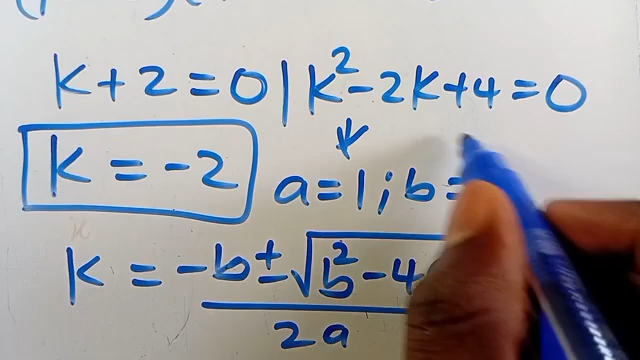 k+2=0 | k²-2k+4=0
k = -2
a=1; b=
k = -b±√b²-4
2a